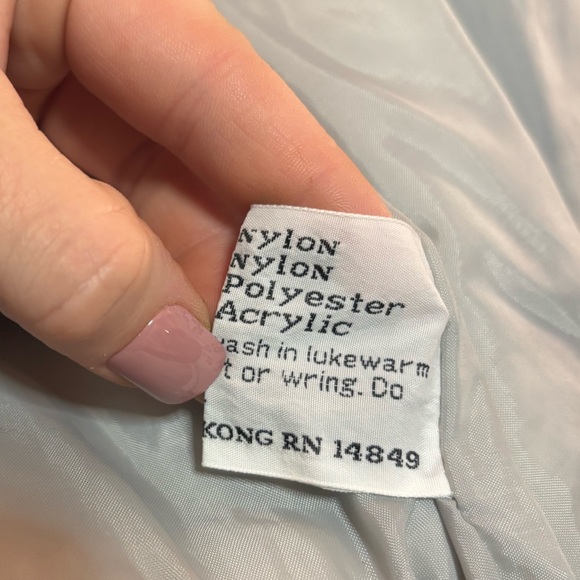 Nylon
Nylon
Polyester
Acrylic
ash in lukewarm
t or wring. Do
KONG RN 14849